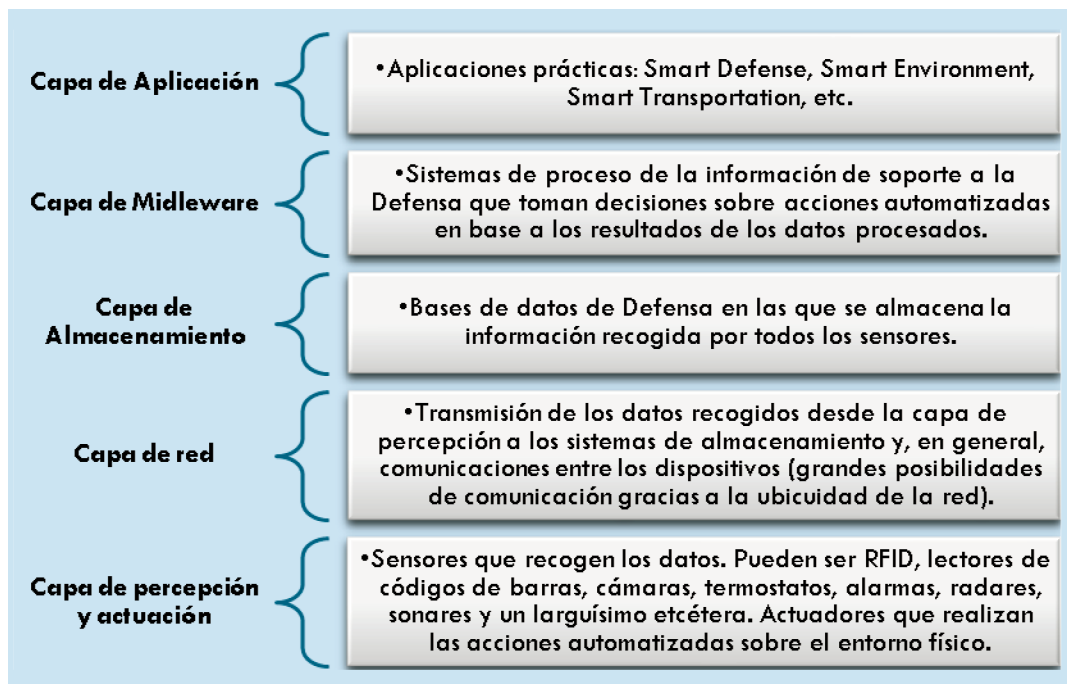 Capa de Aplicación
•Aplicaciones prácticas: Smart Defense, Smart Environment,
Smart Transportation, etc.
Capa de Midleware
•Sistemas de proceso de la información de soporte a la
Defensa que toman decisiones sobre acciones automatizadas
en base a los resultados de los datos procesados.
Capa de
Almacenamiento
•Bases de datos de Defensa en las que se almacena la
información recogida por todos los sensores.
Capa de red
•Transmisión de los datos recogidos desde la capa de
percepción a los sistemas de almacenamiento y, en general,
comunicaciones entre los dispositivos (grandes posibilidades
de comunicación gracias a la ubicuidad de la red).
Capa de percepción
y actuación
•Sensores que recogen los datos. Pueden ser RFID, lectores de
códigos de barras, cámaras, termostatos, alarmas, radares,
sonares y un larguísimo etcétera. Actuadores que realizan
las acciones automatizadas sobre el entorno físico.